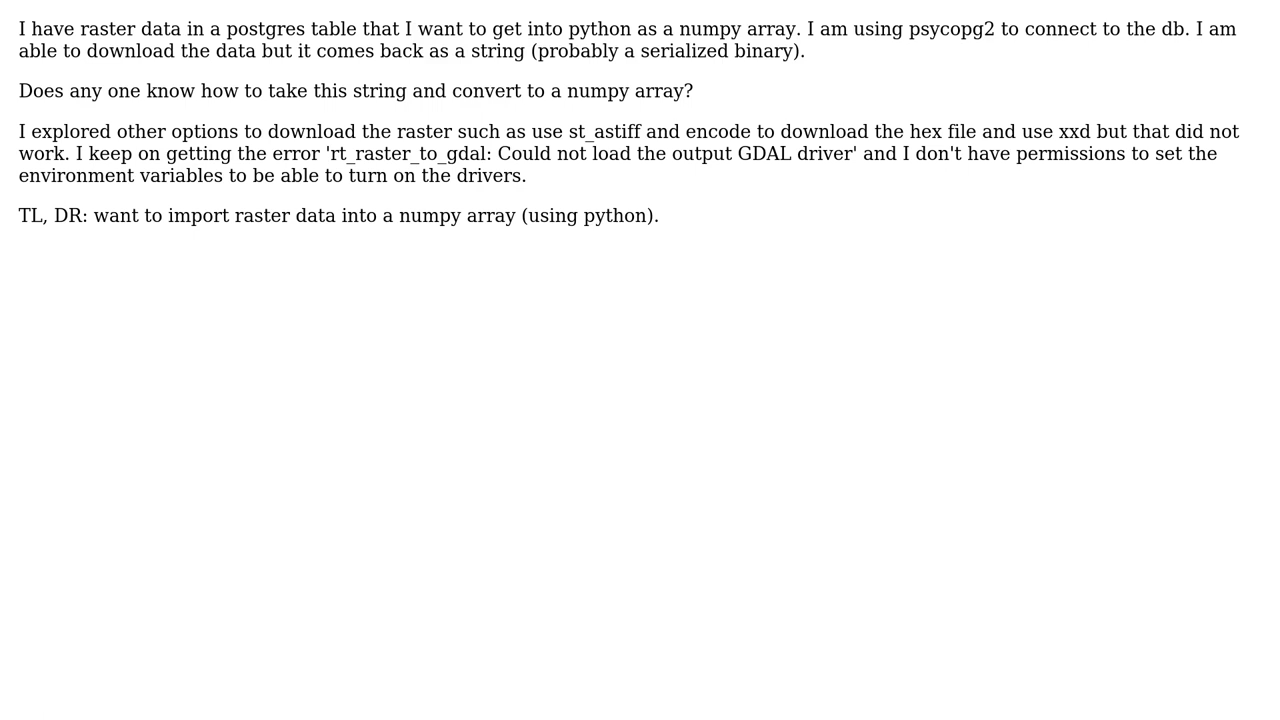 I have raster data in a postgres table that I want to get into python as a numpy array. I am using psycopg2 to connect to the db. I am
able to download the data but it comes back as a string (probably a serialized binary).
Does any one know how to take this string and convert to a numpy array?
I explored other options to download the raster such as use st_astiff and encode to download the hex file and use xxd but that did not
work. I keep on getting the error 'rt_raster_to_gdal: Could not load the output GDAL driver' and I don't have permissions to set the
environment variables to be able to turn on the drivers.
TL, DR: want to import raster data into a numpy array (using python).